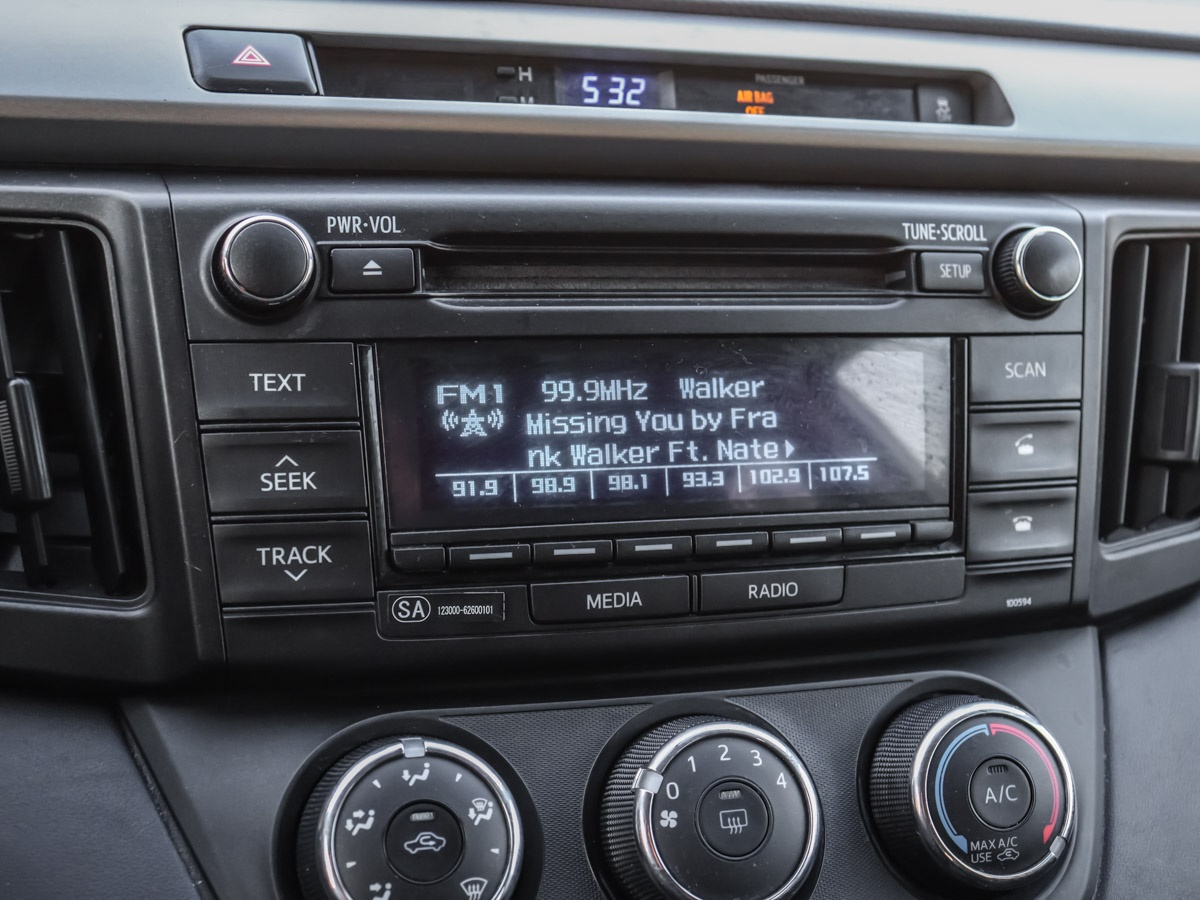 H
5 32
PASSENGER
AIR BAG
OFF
M
PWR·VOL
TUNE·SCROLL
SETUP
TEXT
SCAN
FM1 99.9MHz Walker
Missing You by Fra
nk Walker Ft. Nate
91.9 98.9 98.1 93.3 102.9 107.5
SEEK
TRACK
SA 123000-62600101
MEDIA
RADIO
100594
0 1 2 3 4
A/C
MAX A/C
USE